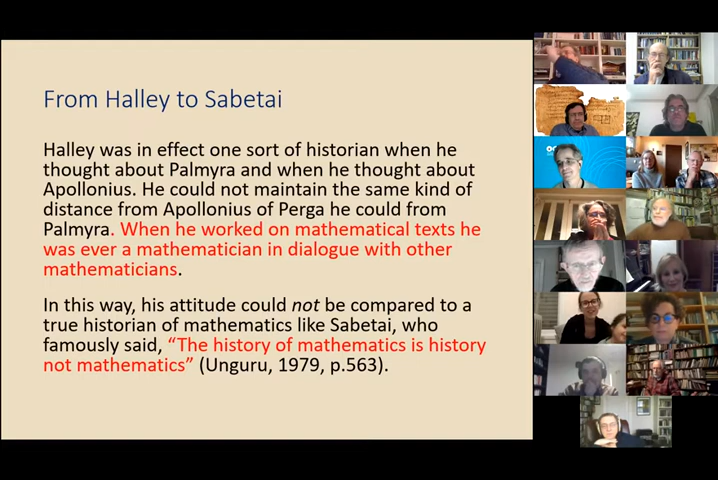 From Halley to Sabetai
Halley was in effect one sort of historian when he
thought about Palmyra and when he thought about
Apollonius. He could not maintain the same kind of
distance from Apollonius of Perga he could from
Palmyra. When he worked on mathematical texts he
was ever a mathematician in dialogue with other
mathematicians.
In this way, his attitude could not be compared to a
true historian of mathematics like Sabetai, who
famously said, “The history of mathematics is history
not mathematics” (Unguru, 1979, p.563).